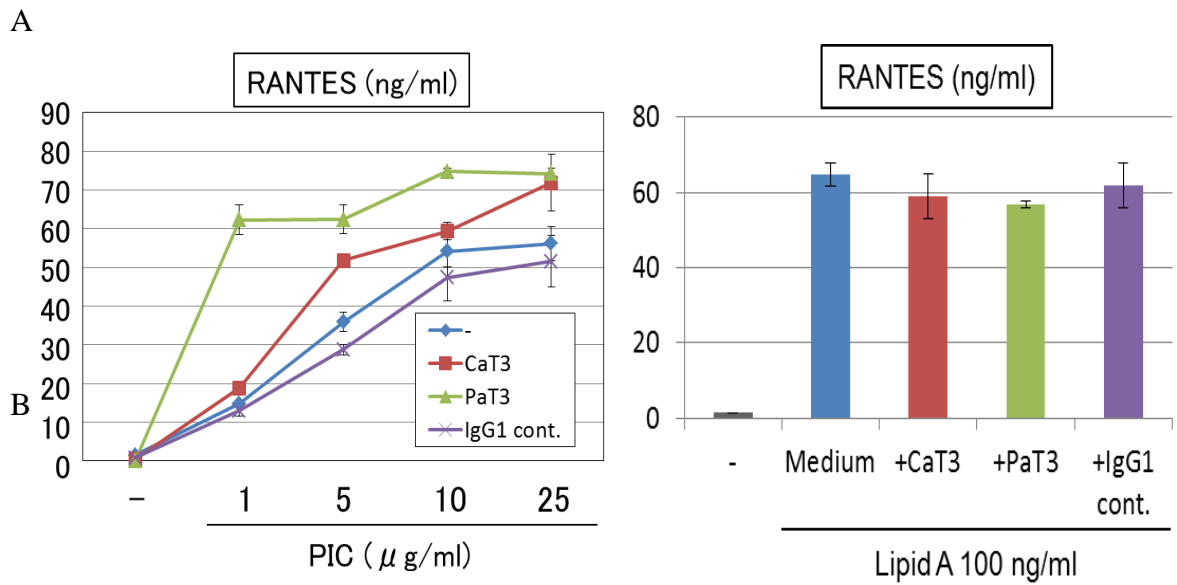 A
RANTES (ng/ml)
90
80
70
60
50
40
30
20
10
0
-
CaT3
PaT3
IgG1 cont.
B
– 1 5 10 25
PIC ( μ g/ml)
RANTES (ng/ml)
80
60
40
20
0
- Medium +CaT3 +PaT3 +IgG1
cont.
Lipid A 100 ng/ml